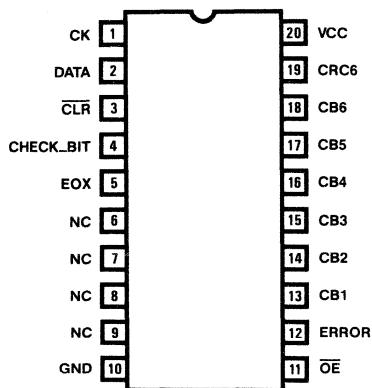 CK 1 20 VCC
DATA 2 19 CRC6
CLR 3 18 CB6
CHECK_BIT 4 17 CB5
EOX 5 16 CB4
NC 6 15 CB3
NC 7 14 CB2
NC 8 13 CB1
NC 9 12 ERROR
GND 10 11 OE